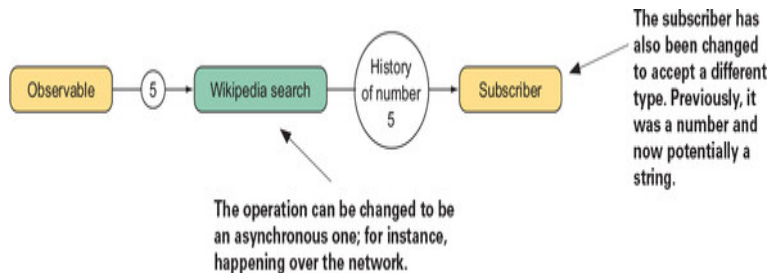 The subscriber has
also been changed
to accept a different
type. Previously, it
was a number and
now potentially a
string.
Observable
5
Wikipedia search
History
of number
5
Subscriber
The operation can be changed to be
an asynchronous one; for instance,
happening over the network.